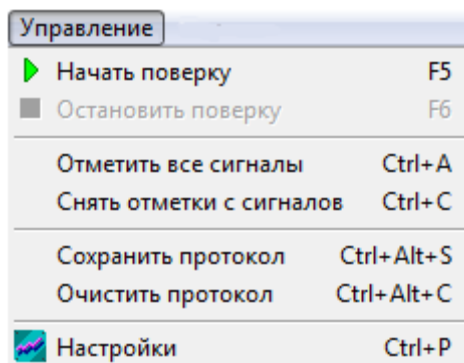 Управление
Начать поверку F5
Остановить поверку F6
Отметить все сигналы Ctrl+A
Снять отметки с сигналов Ctrl+C
Сохранить протокол Ctrl+Alt+S
Очистить протокол Ctrl+Alt+C
Настройки Ctrl+P